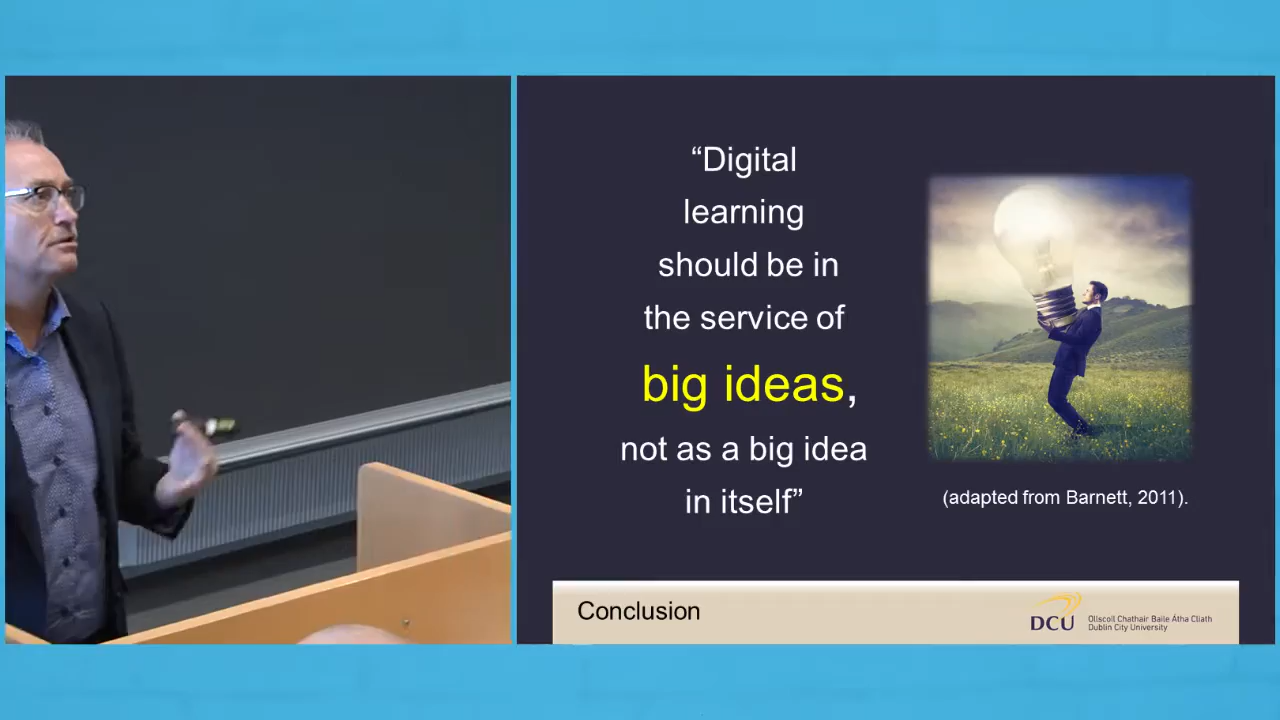 “Digital
learning
should be in
the service of
big ideas,
not as a big idea
in itself”
(adapted from Barnett, 2011).
Conclusion
DCU
Ollscoil Chathair Baile Átha Cliath
Dublin City University